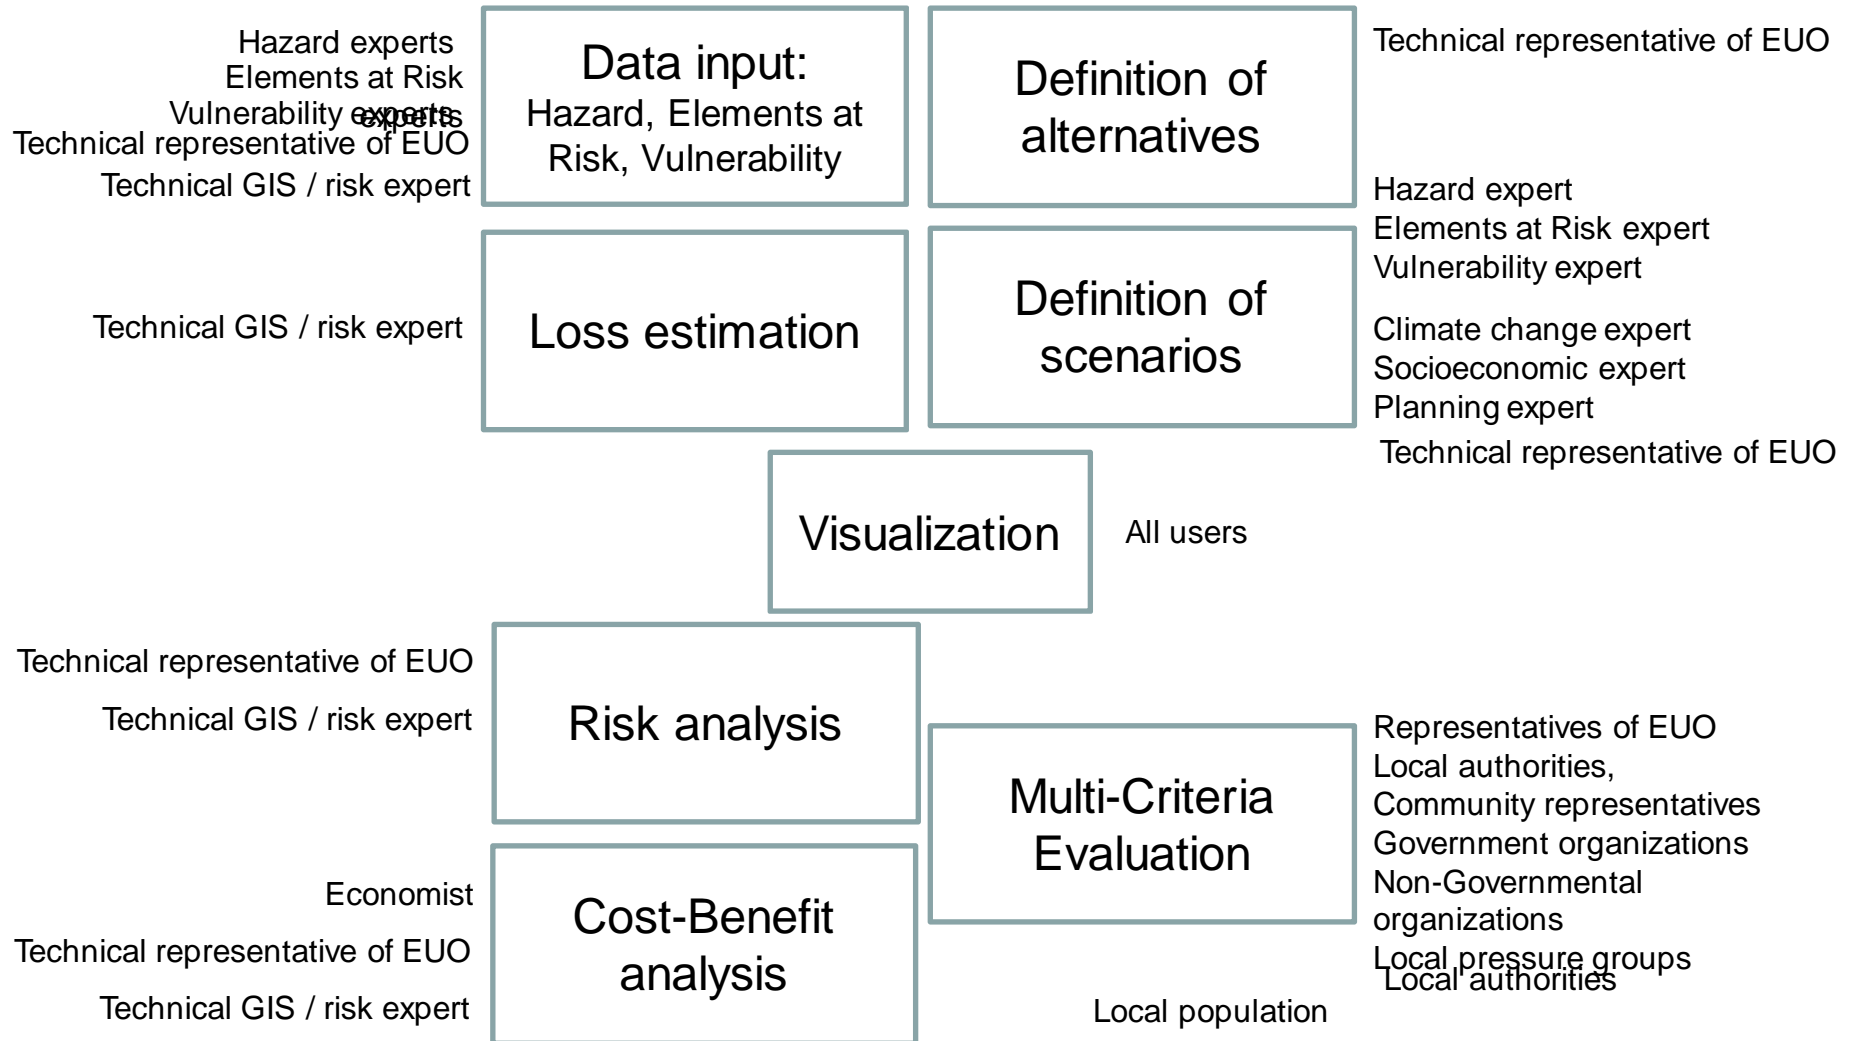 Hazard experts
Elements at Risk
experts
Vulnerability experts
Technical representative of EUO
Technical GIS / risk expert
Data input:
Hazard, Elements at
Risk, Vulnerability
Definition of
alternatives
Technical representative of EUO
Hazard expert
Elements at Risk expert
Vulnerability expert
Technical GIS / risk expert
Loss estimation
Definition of
scenarios
Climate change expert
Socioeconomic expert
Planning expert
Technical representative of EUO
Visualization
All users
Technical representative of EUO
Technical GIS / risk expert
Risk analysis
Multi-Criteria
Evaluation
Representatives of EUO
Local authorities,
Community representatives
Government organizations
Non-Governmental
organizations
Local pressure groups
Local authorities
Local population
Economist
Technical representative of EUO
Technical GIS / risk expert
Cost-Benefit
analysis